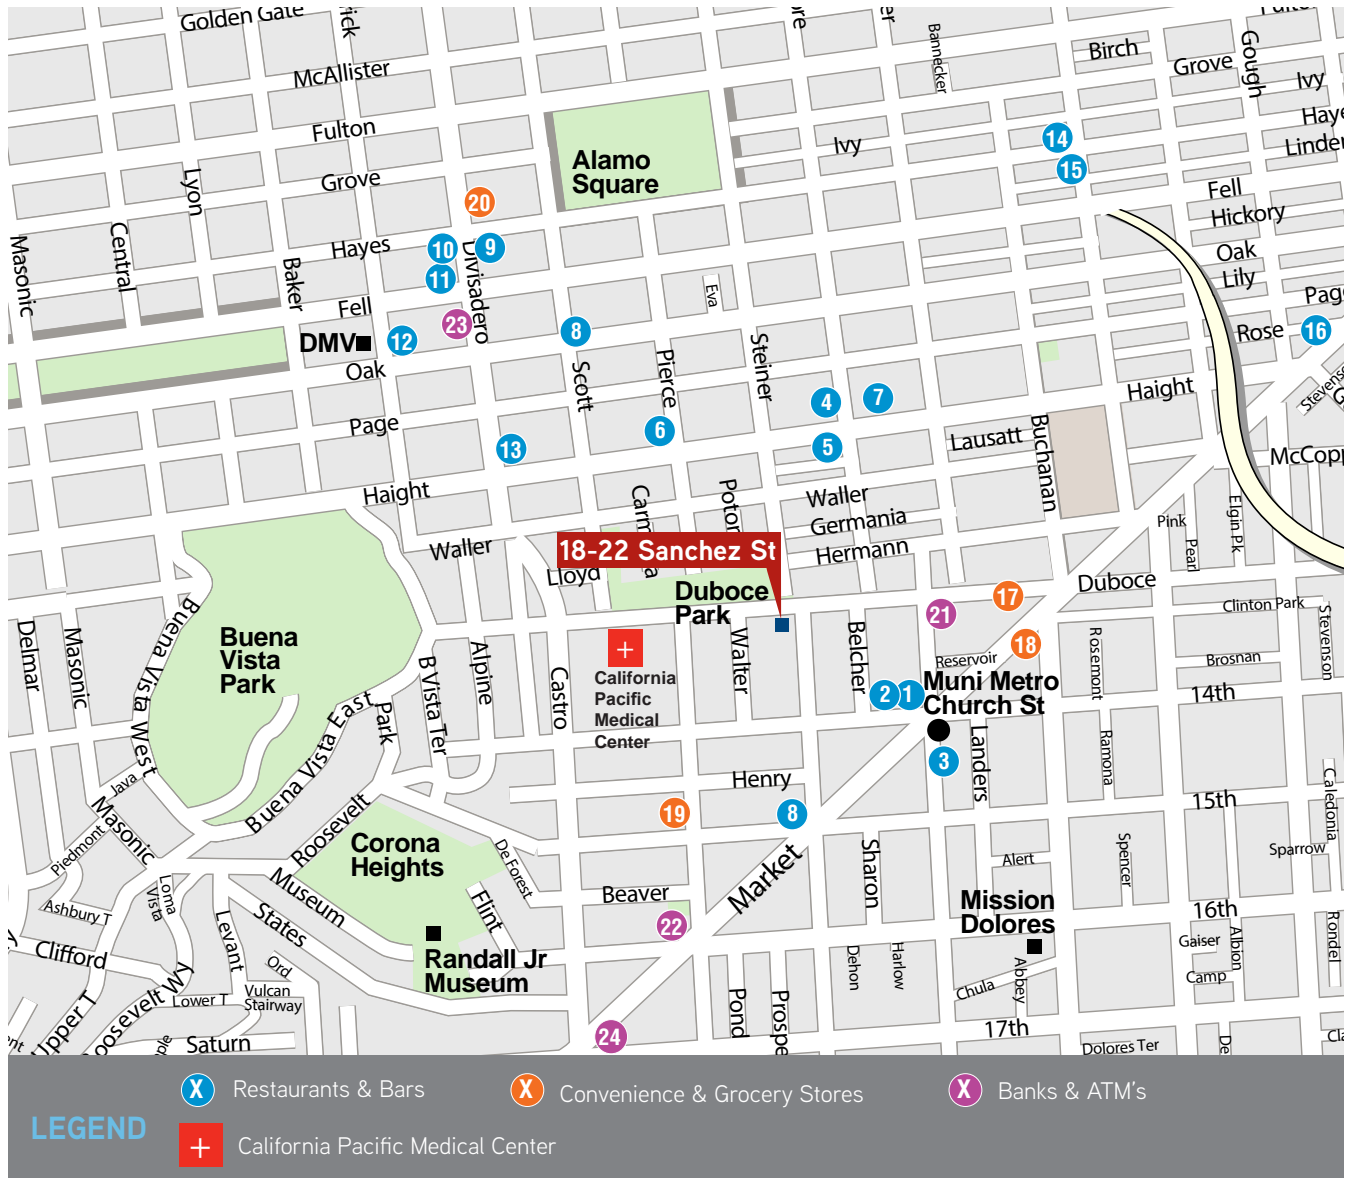 Golden Gate
Birch
Grove
Gough
Ivy
Bannecker
McAllister
Fulton
Ivy
14
15
Linden
Alamo
Square
Lyon
Grove
20
Fell
Hickory
Masonic
Central
Baker
Hayes
10
9
11
Divisadero
Oak
Lily
Eva
Fell
23
DMV
12
8
Rose
16
Oak
Scott
Pierce
Steiner
4
7
Haight
Page
13
6
5
Lausatt
Buchanan
Haight
Waller
Germania
Hermann
Pink
Pearl
Elgin Pk
Waller
18-22 Sanchez St
Lloyd
Duboce
Park
Duboce
17
21
Clinton Park
Stevenson
Buena Vista West
Buena
Vista
Park
Delmar
Masonic
B Vista Ter
Alpine
Castro
Walter
Belcher
Reservoir
18
Rosemont
Brosnan
14th
California
Pacific
Medical
Center
2
1
Muni Metro
Church St
3
Landers
Ramona
Park
Buena Vista East
Java
Masonic
Piedmont
Roosevelt
Henry
19
8
15th
Caledonia
Corona
Heights
De Forest
Market
Sharon
Alert
Spencer
Sparrow
Museum
States
Flint
Beaver
22
Mission
Dolores
16th
Loma
Vista
Ashbury T
Levant
Clifford
Randall Jr
Museum
Ord
Vulcan
Stairway
Lower T
Upper T
Roosevelt Wy
Saturn
24
Pond
Dehon
Harlow
Chula
Abbey
Gaiser
Albion
Camp
Rondel
17th
Dolores Ter
LEGEND
X Restaurants & Bars
X Convenience & Grocery Stores
X Banks & ATM's
California Pacific Medical Center